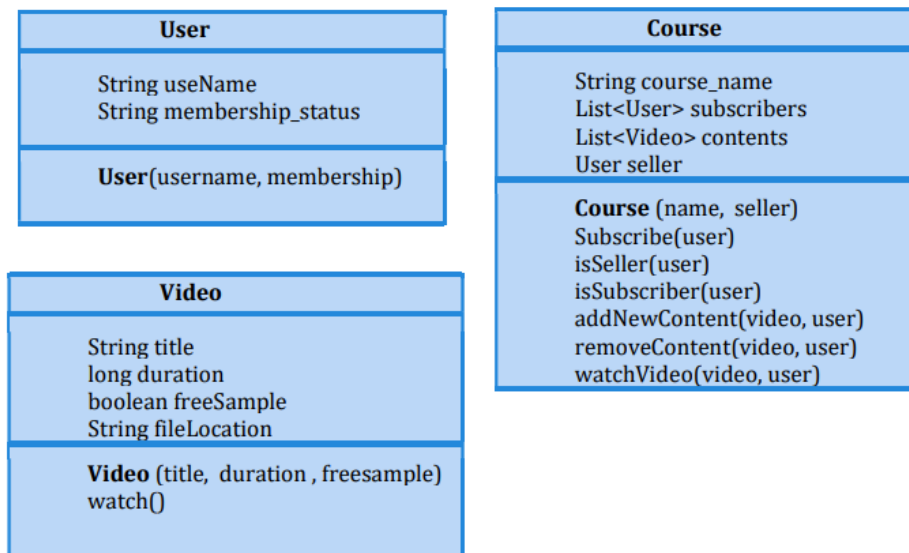 User
String useName
String membership_status
User(username, membership)
Course
String course_name
List<User> subscribers
List<Video> contents
User seller
Course (name,  seller)
Subscribe(user)
isSeller(user)
isSubscriber(user)
addNewContent(video, user)
removeContent(video, user)
watchVideo(video, user)
Video
String title
long duration
boolean freeSample
String fileLocation
Video (title,  duration , freesample)
watch()